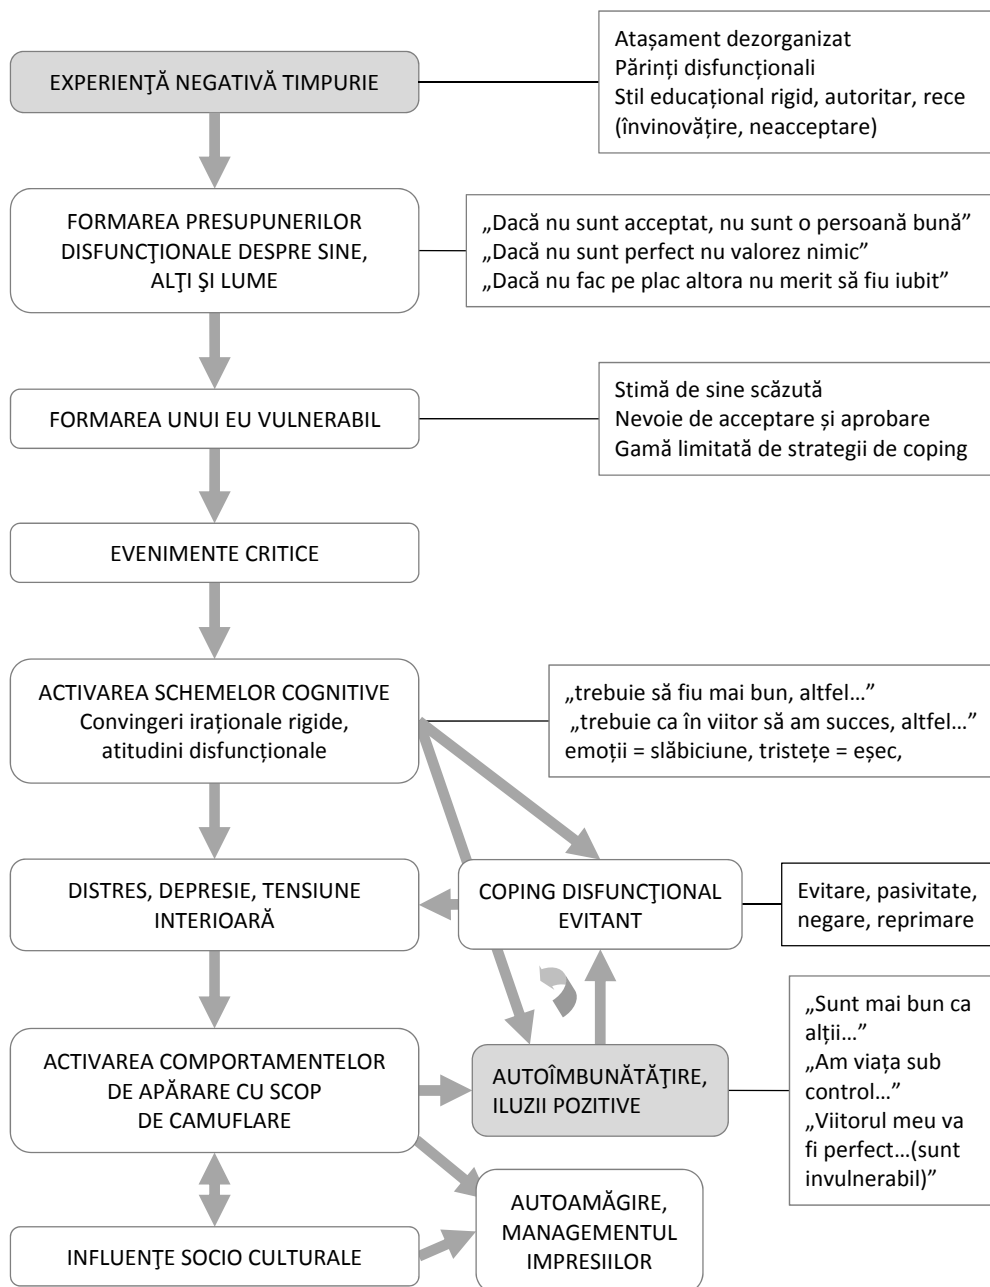 EXPERIENŢĂ NEGATIVĂ TIMPURIE
Atașament dezorganizat
Părinți disfuncționali
Stil educațional rigid, autoritar, rece
(învinovățire, neacceptare)
FORMAREA PRESUPUNERILOR
DISFUNCŢIONALE DESPRE SINE,
ALŢI ŞI LUME
„Dacă nu sunt acceptat, nu sunt o persoană bună”
„Dacă nu sunt perfect nu valorez nimic”
„Dacă nu fac pe plac altora nu merit să fiu iubit”
FORMAREA UNUI EU VULNERABIL
Stimă de sine scăzută
Nevoie de acceptare și aprobare
Gamă limitată de strategii de coping
EVENIMENTE CRITICE
ACTIVAREA SCHEMELOR COGNITIVE
Convingeri iraționale rigide,
atitudini disfuncționale
„trebuie să fiu mai bun, altfel...”
„trebuie ca în viitor să am succes, altfel...”
emoții = slăbiciune, tristețe = eșec,
DISTRES, DEPRESIE, TENSIUNE
INTERIOARĂ
COPING DISFUNCŢIONAL
EVITANT
Evitare, pasivitate,
negare, reprimare
ACTIVAREA COMPORTAMENTELOR
DE APĂRARE CU SCOP
DE CAMUFLARE
AUTOÎMBUNĂTĂŢIRE,
ILUZII POZITIVE
„Sunt mai bun ca
alții...”
„Am viața sub
control...”
„Viitorul meu va
fi perfect...(sunt
invulnerabil)”
INFLUENŢE SOCIO CULTURALE
AUTOAMĂGIRE,
MANAGEMENTUL
IMPRESIILOR